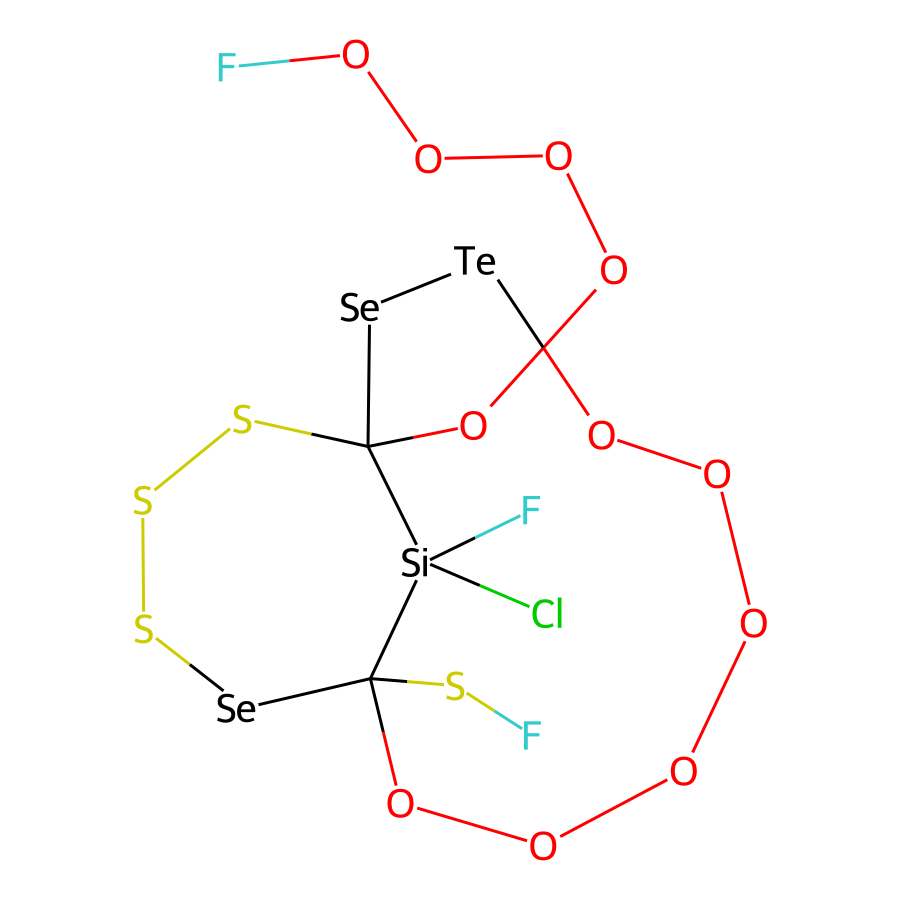 F O
O O
Te O
Se
S O O O
S F
Si
Cl
S O
Se S F
O O
O